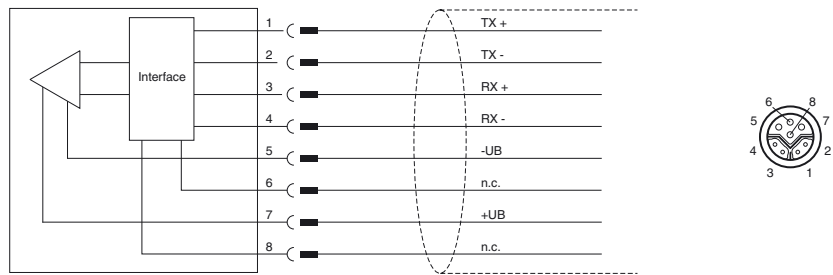 1 TX +
2 TX -
Interface
3 RX +
4 RX -
5 -UB
6 n.c.
7 +UB
8 n.c.
6 8
5 7
4 2
3 1